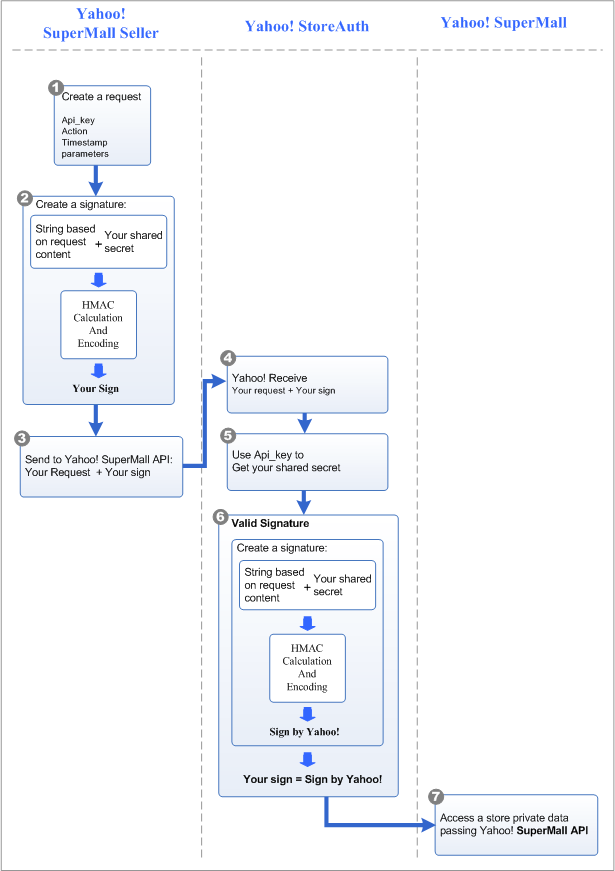 Yahoo!
SuperMall Seller
Yahoo! StoreAuth
Yahoo! SuperMall
1
Create a request
Api_key
Action
Timestamp
parameters
2
Create a signature:
String based
on request
content
+
Your shared
secret
HMAC
Calculation
And
Encoding
Your Sign
3
Send to Yahoo! SuperMall API:
Your Request + Your sign
4
Yahoo! Receive
Your request + Your sign
5
Use Api_key to
Get your shared secret
6
Valid Signature
Create a signature:
String based
on request
content
+
Your shared
secret
HMAC
Calculation
And
Encoding
Sign by Yahoo!
Your sign = Sign by Yahoo!
7
Access a store private data
passing Yahoo! SuperMall API